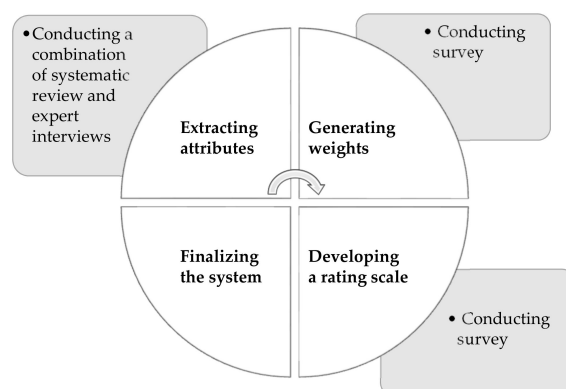 •Conducting a
combination
of systematic
review and
expert
interviews
• Conducting
survey
Extracting
attributes
Generating
weights
Finalizing
the system
Developing
a rating scale
• Conducting
survey